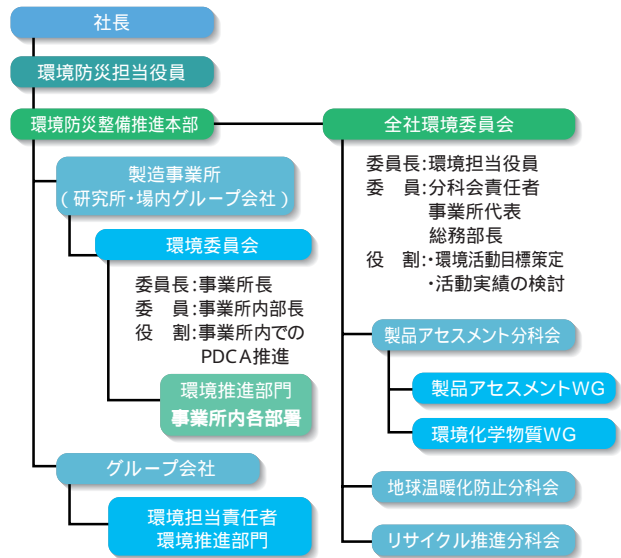 社長
環境防災担当役員
環境防災整備推進本部
製造事業所
(研究所・場内グループ会社)
環境委員会
委員長:事業所長
委　員:事業所内部長
役　割:事業所内での
PDCA推進
環境推進部門
事業所内各部署
グループ会社
環境担当責任者
環境推進部門
全社環境委員会
委員長:環境担当役員
委　員:分科会責任者
事業所代表
総務部長
役　割:・環境活動目標策定
・活動実績の検討
製品アセスメント分科会
製品アセスメントWG
環境化学物質WG
地球温暖化防止分科会
リサイクル推進分科会